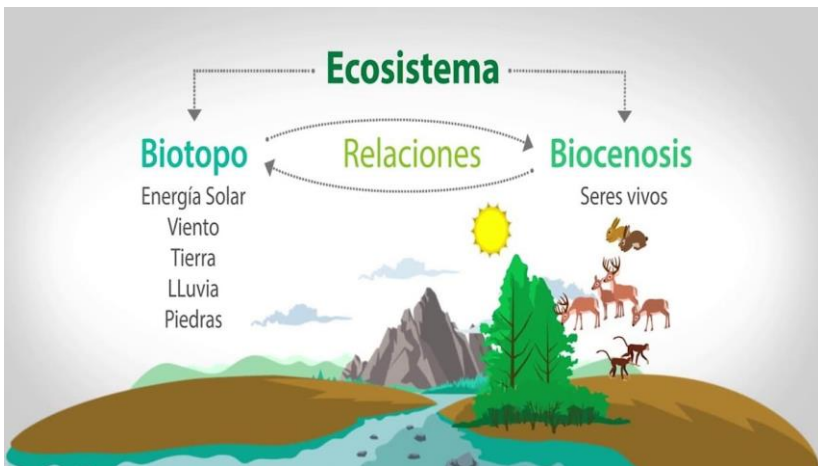 Ecosistema
Biotopo
Relaciones
Biocenosis
Energía Solar
Viento
Tierra
LLuvia
Piedras
Seres vivos